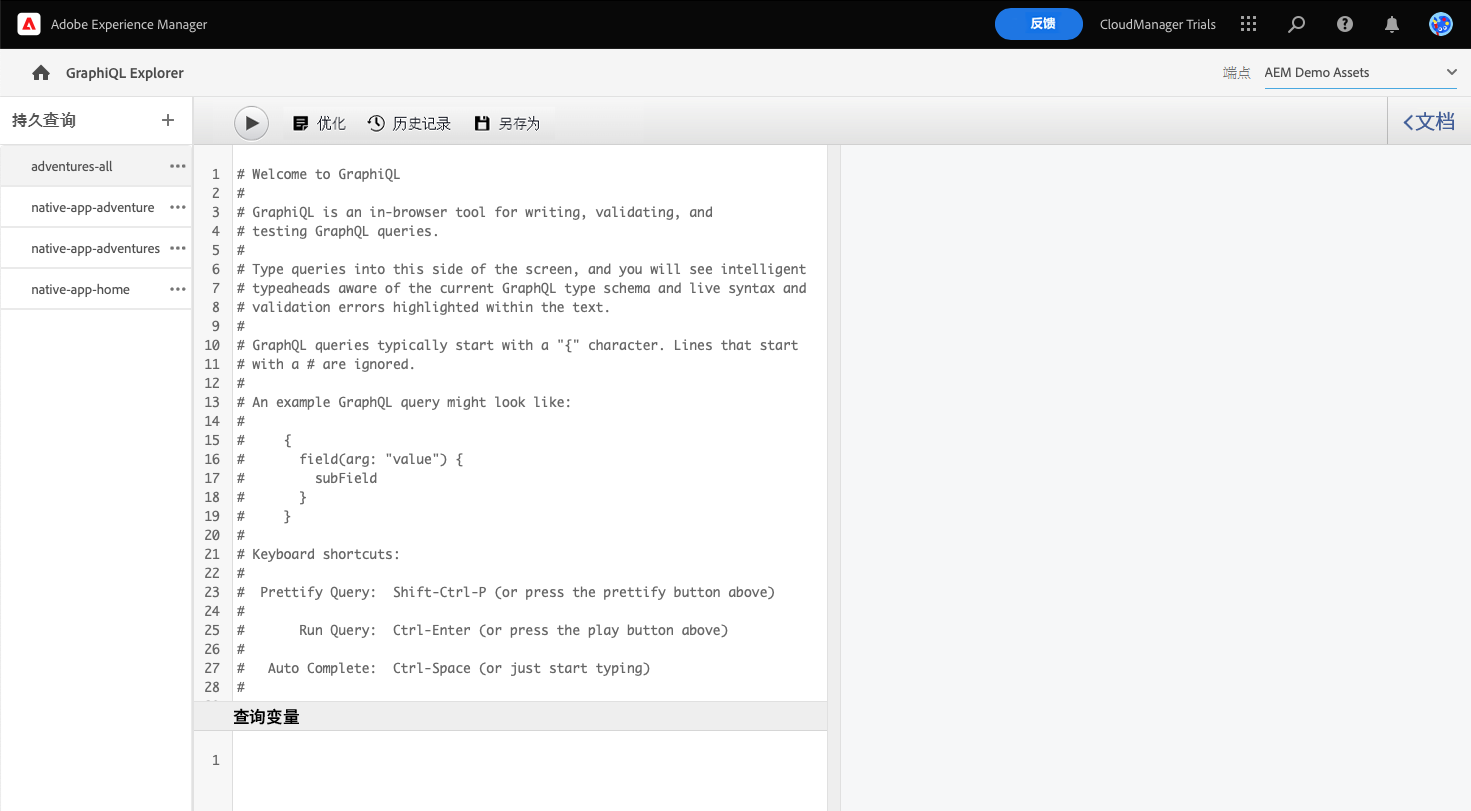 Adobe Experience Manager
反馈
CloudManager Trials
GraphiQL Explorer
端点
AEM Demo Assets
持久查询
优化
历史记录
另存为
文档
adventures-all
native-app-adventure
native-app-adventures
native-app-home
1 # Welcome to GraphiQL
2 #
3 # GraphiQL is an in-browser tool for writing, validating, and
4 # testing GraphQL queries.
5 #
6 # Type queries into this side of the screen, and you will see intelligent
7 # typeaheads aware of the current GraphQL type schema and live syntax and
8 # validation errors highlighted within the text.
9 #
10 # GraphQL queries typically start with a "{" character. Lines that start
11 # with a # are ignored.
12 #
13 # An example GraphQL query might look like:
14 #
15 #     {
16 #       field(arg: "value") {
17 #         subField
18 #       }
19 #     }
20 #
21 # Keyboard shortcuts:
22 #
23 #  Prettify Query:  Shift-Ctrl-P (or press the prettify button above)
24 #
25 #       Run Query:  Ctrl-Enter (or press the play button above)
26 #
27 #   Auto Complete:  Ctrl-Space (or just start typing)
28 #
查询变量
1